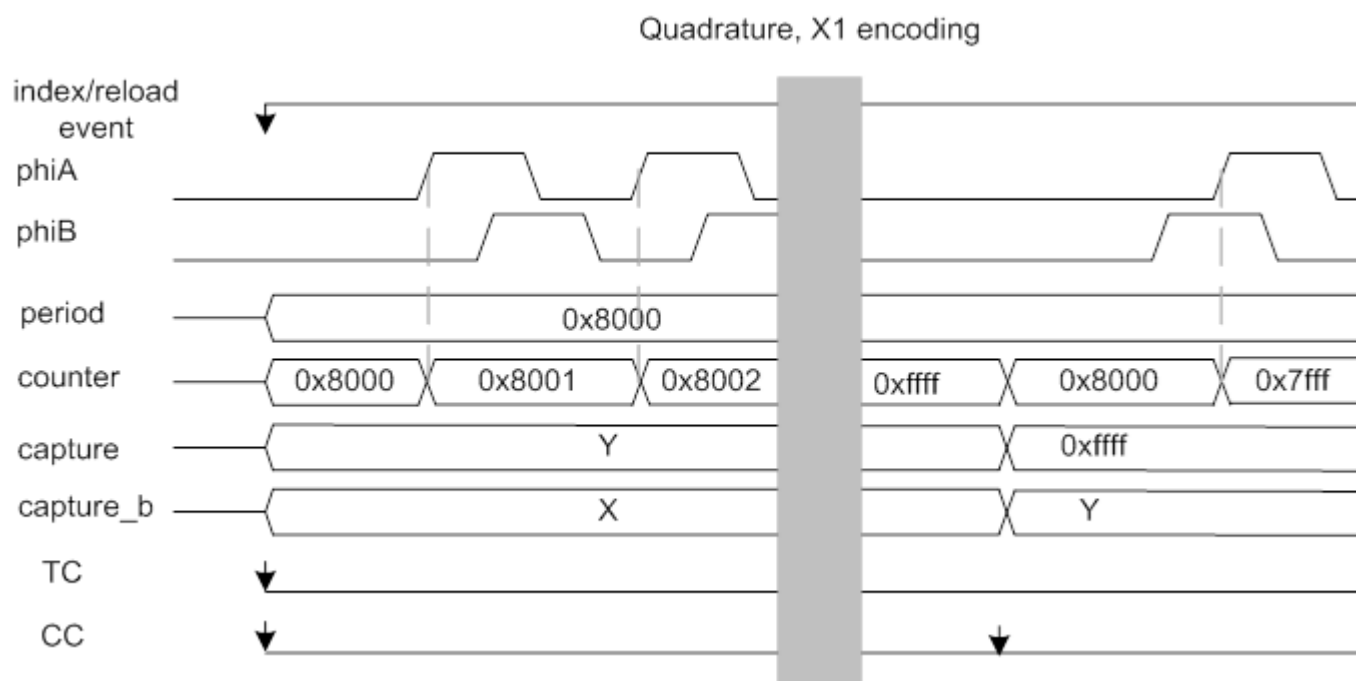 Quadrature, X1 encoding
index/reload
event
phiA
phiB
period
0x8000
counter
0x8000
0x8001
0x8002
0xffff
0x8000
0x7fff
capture
Y
0xffff
capture_b
X
Y
TC
CC